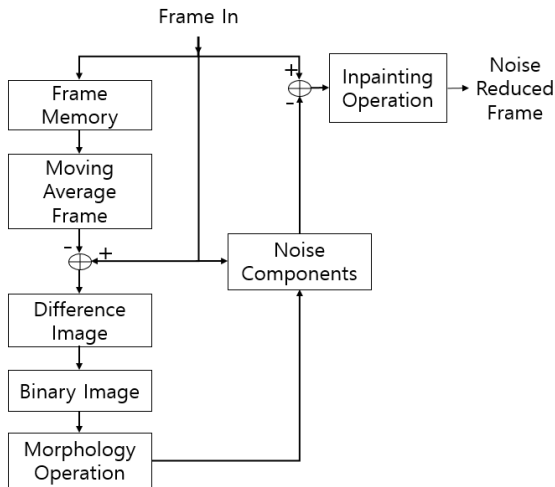 Frame In
Frame
Memory
Moving
Average
Frame
-
+
Difference
Image
Binary Image
Morphology
Operation
Noise
Components
+
-
Inpainting
Operation
Noise
Reduced
Frame